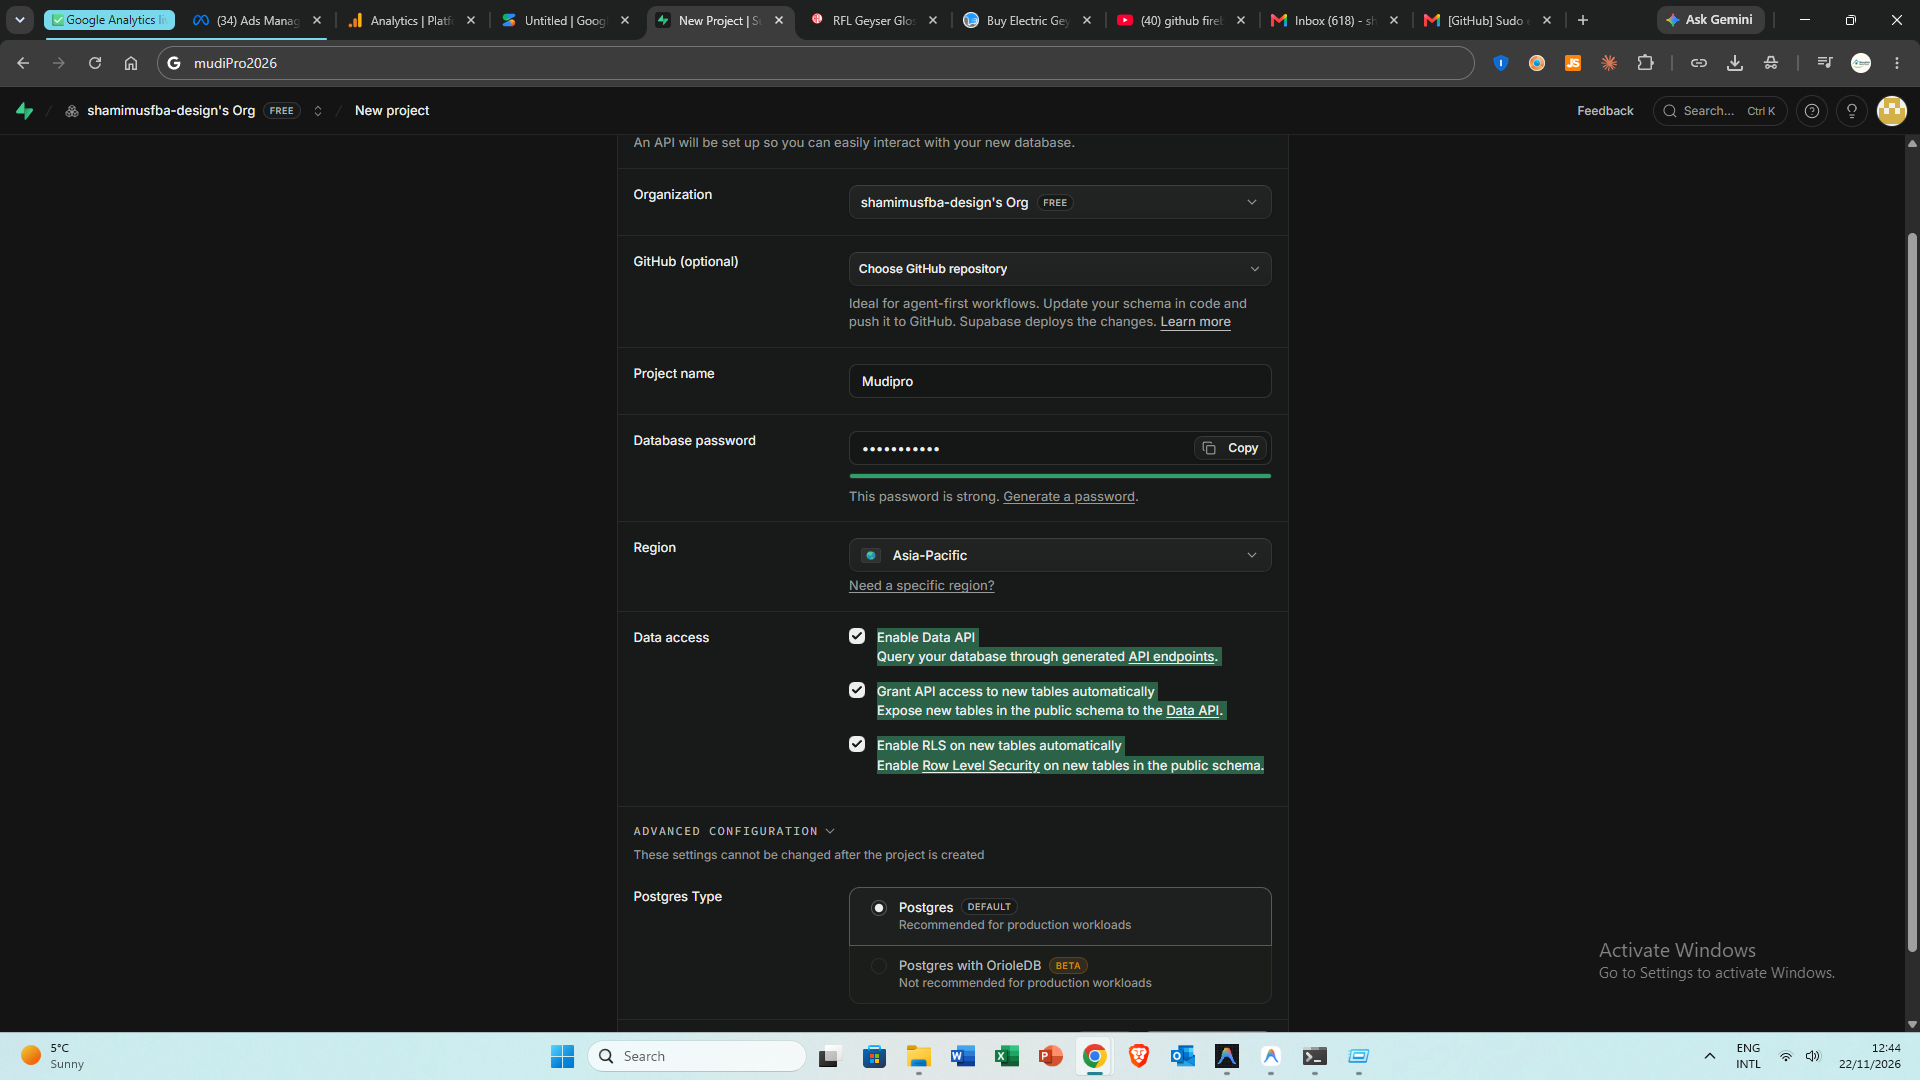 Google Analytics Ii
(34) Ads Manag
Analytics | Platf
Untitled | Goog
New Project | Su
RFL Geyser Glos
Buy Electric Gey
(40) github fireb
Inbox (618) - sh
[GitHub] Sudo e
Ask Gemini
mudiPro2026
shamimusfba-design's Org FREE / New project
Feedback
Search... Ctrl K
An API will be set up so you can easily interact with your new database.
Organization
shamimusfba-design's Org FREE
GitHub (optional)
Choose GitHub repository
Ideal for agent-first workflows. Update your schema in code and
push it to GitHub. Supabase deploys the changes. Learn more
Project name
Mudipro
Database password
•••••••••••
Copy
This password is strong. Generate a password.
Region
Asia-Pacific
Need a specific region?
Data access
Enable Data API
Query your database through generated API endpoints.
Grant API access to new tables automatically
Expose new tables in the public schema to the Data API.
Enable RLS on new tables automatically
Enable Row Level Security on new tables in the public schema.
ADVANCED CONFIGURATION
These settings cannot be changed after the project is created
Postgres Type
Postgres DEFAULT
Recommended for production workloads
Postgres with OrioleDB BETA
Not recommended for production workloads
Activate Windows
Go to Settings to activate Windows.
5°C
Sunny
Search
ENG
INTL
12:44
22/11/2026